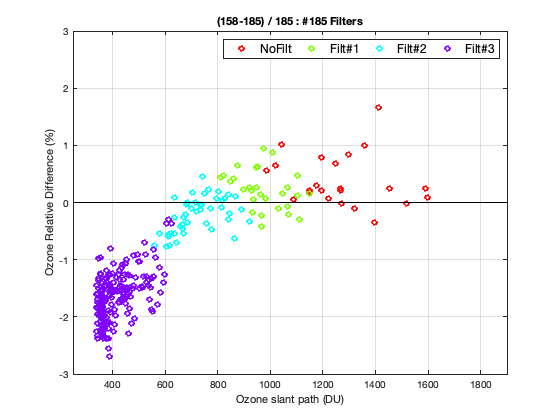 (158-185) / 185 : #185 Filters
NoFilt Filt#1 Filt#2 Filt#3
3
2
1
0
-1
-2
-3
Ozone Relative Difference (%)
400 600 800 1000 1200 1400 1600 1800
Ozone slant path (DU)